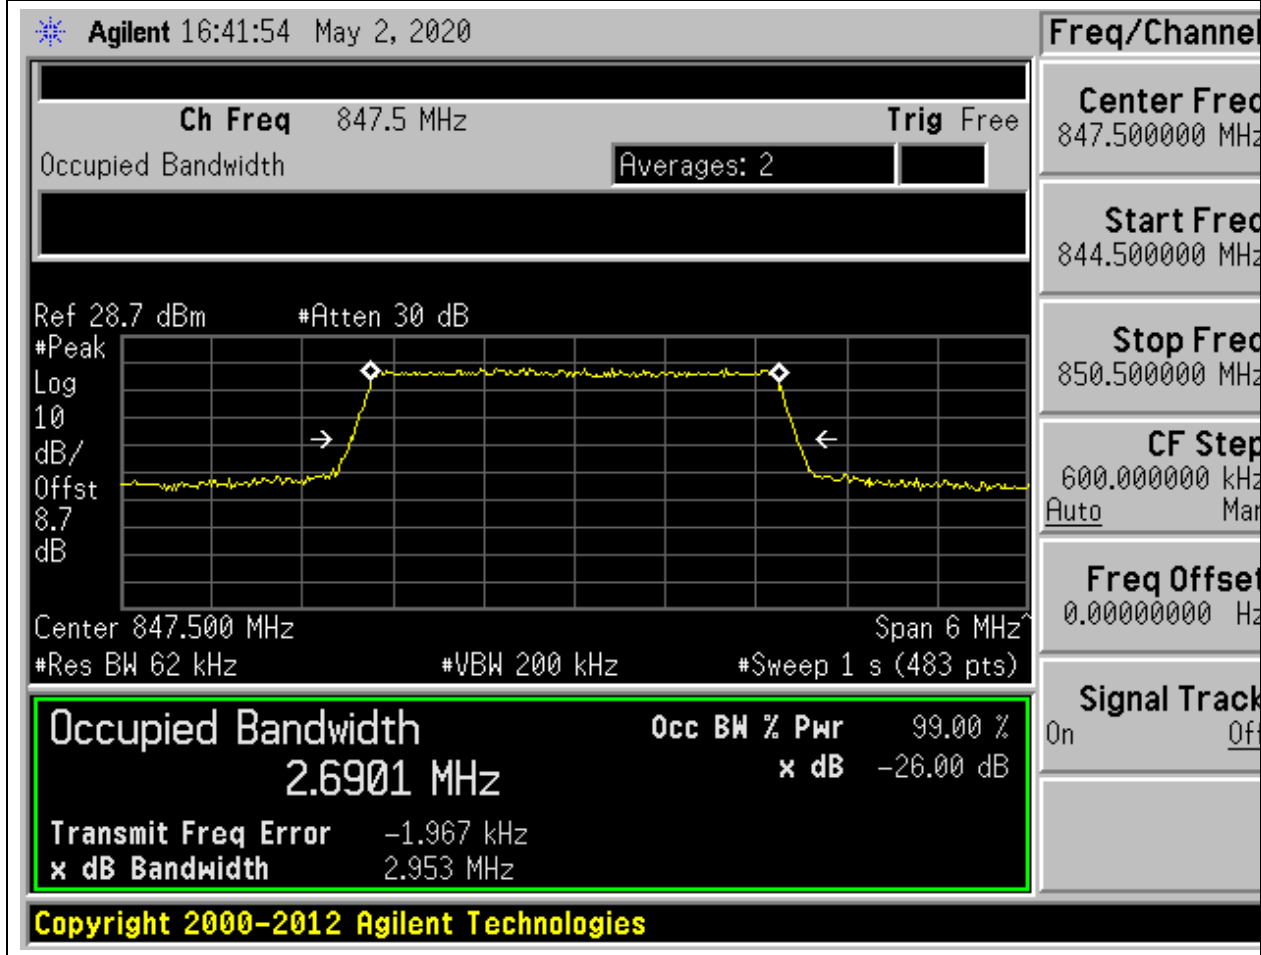 Agilent 16:41:54 May 2, 2020
Freq/Channel
Ch Freq 847.5 MHz Trig Free
Occupied Bandwidth Averages: 2
Ref 28.7 dBm #Atten 30 dB
#Peak
Log
10
dB/
Offst
8.7
dB
Center 847.500 MHz Span 6 MHz^
#Res BW 62 kHz #VBW 200 kHz #Sweep 1 s (483 pts)
Occupied Bandwidth
2.6901 MHz
Occ BW % Pwr 99.00 %
x dB -26.00 dB
Transmit Freq Error -1.967 kHz
x dB Bandwidth 2.953 MHz
Copyright 2000-2012 Agilent Technologies
Center Freq
847.500000 MHz
Start Freq
844.500000 MHz
Stop Freq
850.500000 MHz
CF Step
600.000000 kHz
Auto Man
Freq Offset
0.00000000 Hz
Signal Track
On Off